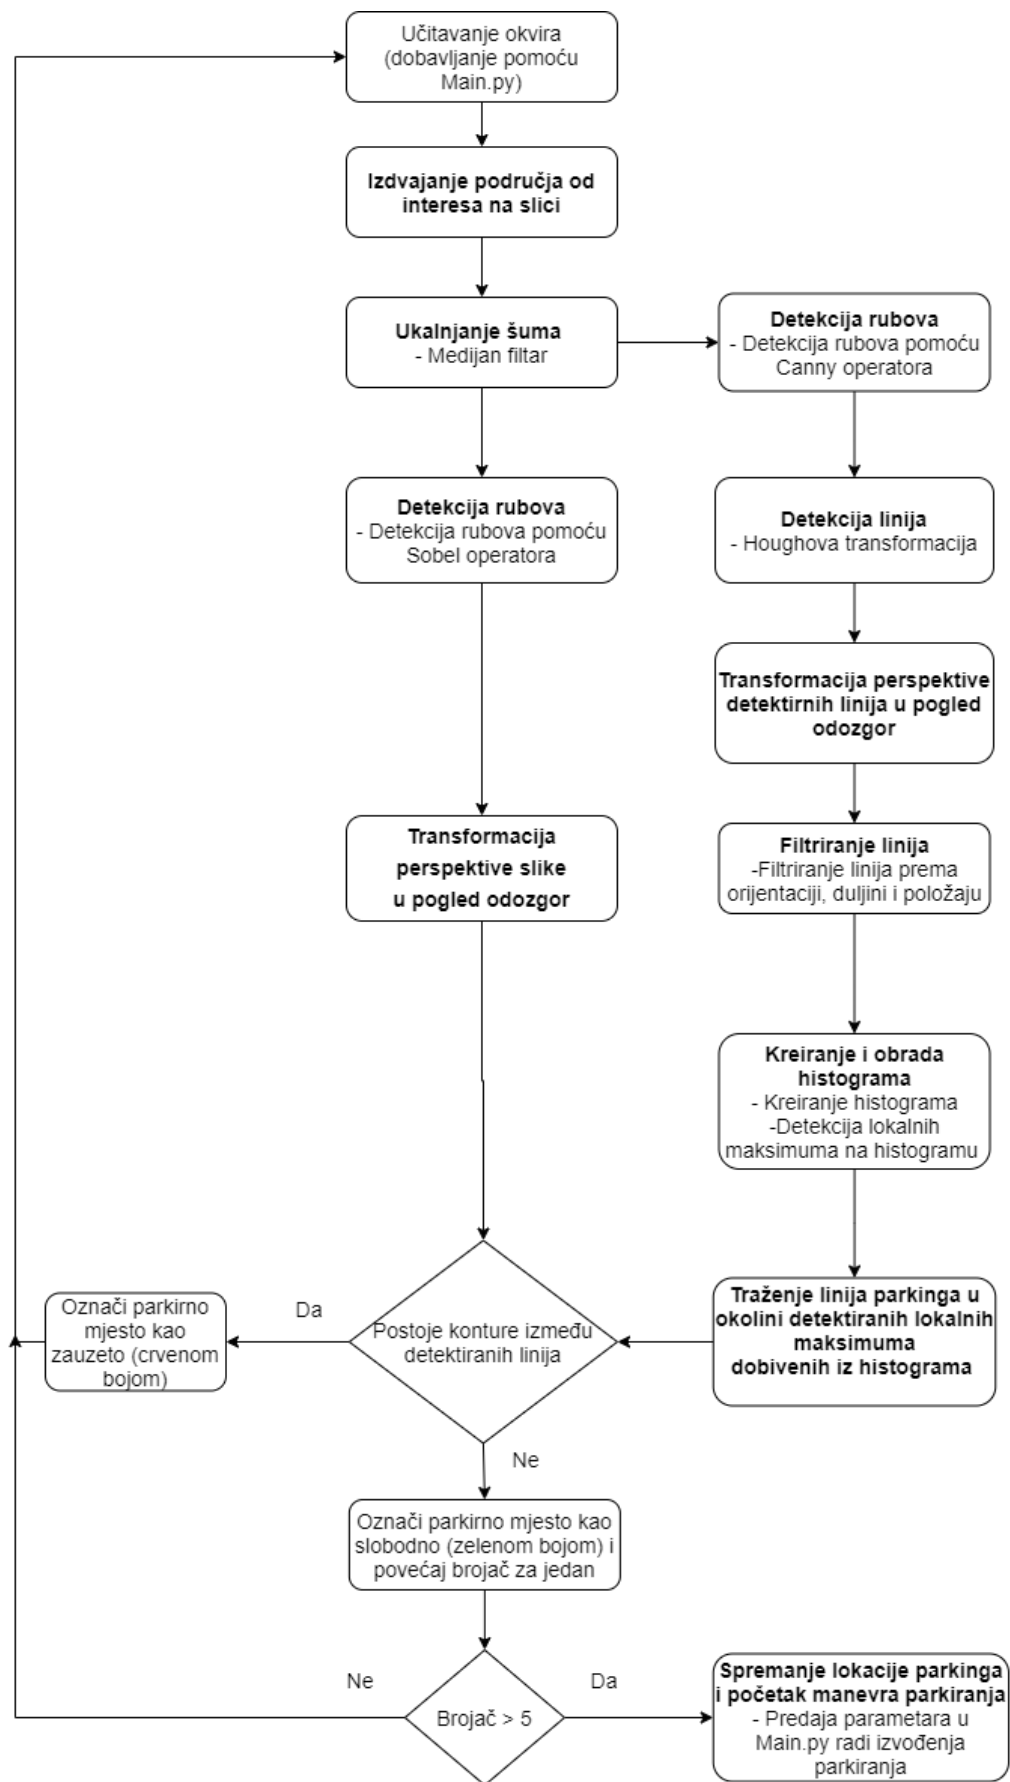 Učitavanje okvira
(dobavljanje pomoću
Main.py)
Izdvajanje područja od
interesa na slici
Ukalnjanje šuma
- Medijan filtar
Detekcija rubova
- Detekcija rubova pomoću
Canny operatora
Detekcija rubova
- Detekcija rubova pomoću
Sobel operatora
Detekcija linija
- Houghova transformacija
Transformacija perspektive
detektirnih linija u pogled
odozgor
Transformacija
perspektive slike
u pogled odozgor
Filtriranje linija
-Filtriranje linija prema
orijentaciji, duljini i položaju
Kreiranje i obrada
histograma
- Kreiranje histograma
-Detekcija lokalnih
maksimuma na histogramu
Traženje linija parkinga u
okolini detektiranih lokalnih
maksimuma
dobivenih iz histograma
Postoje konture između
detektiranih linija
Da
Označi parkirno
mjesto kao
zauzeto (crvenom
bojom)
Ne
Označi parkirno mjesto kao
slobodno (zelenom bojom) i
povećaj brojač za jedan
Ne
Brojač > 5
Da
Spremanje lokacije parkinga
i početak manevra parkiranja
- Predaja parametara u
Main.py radi izvođenja
parkiranja